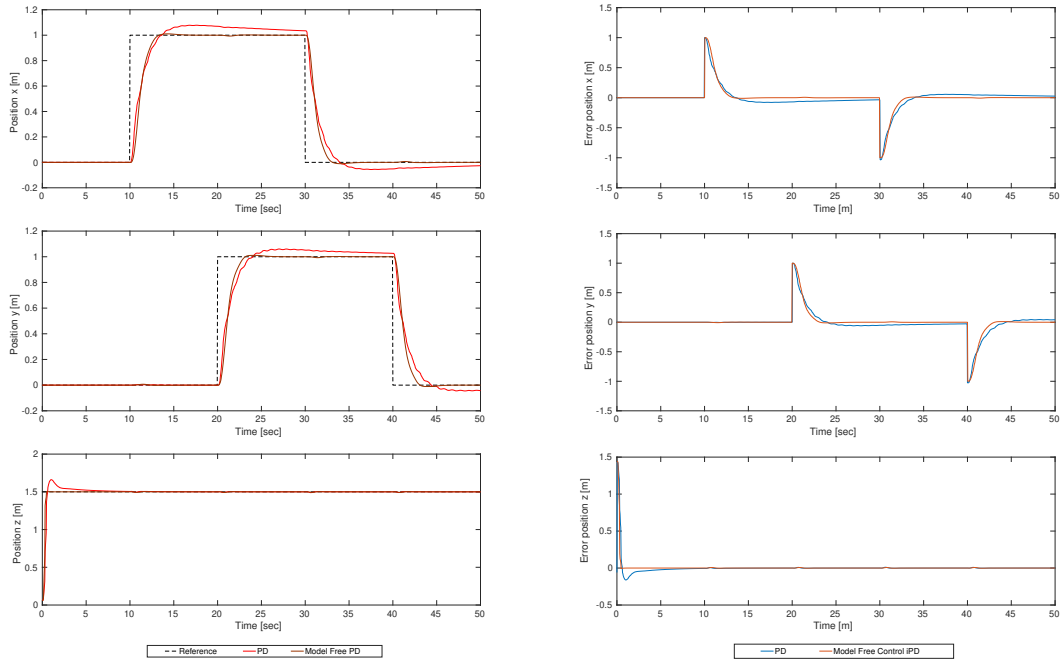 1.2
1
0.8
0.6
0.4
0.2
0
-0.2
Position x [m]
0 5 10 15 20 25 30 35 40 45 50
Time [sec]
1.5
1
0.5
0
-0.5
-1
-1.5
Error position x [m]
0 5 10 15 20 25 30 35 40 45 50
Time [m]
1.2
1
0.8
0.6
0.4
0.2
0
-0.2
Position y [m]
0 5 10 15 20 25 30 35 40 45 50
Time [sec]
1.5
1
0.5
0
-0.5
-1
-1.5
Error position y [m]
0 5 10 15 20 25 30 35 40 45 50
Time [sec]
2
1.5
1
0.5
0
Position z [m]
0 5 10 15 20 25 30 35 40 45 50
Time [sec]
1.5
1
0.5
0
-0.5
Error position z [m]
0 5 10 15 20 25 30 35 40 45 50
Time [m]
Reference PD Model Free PD
PD Model Free Control iPD